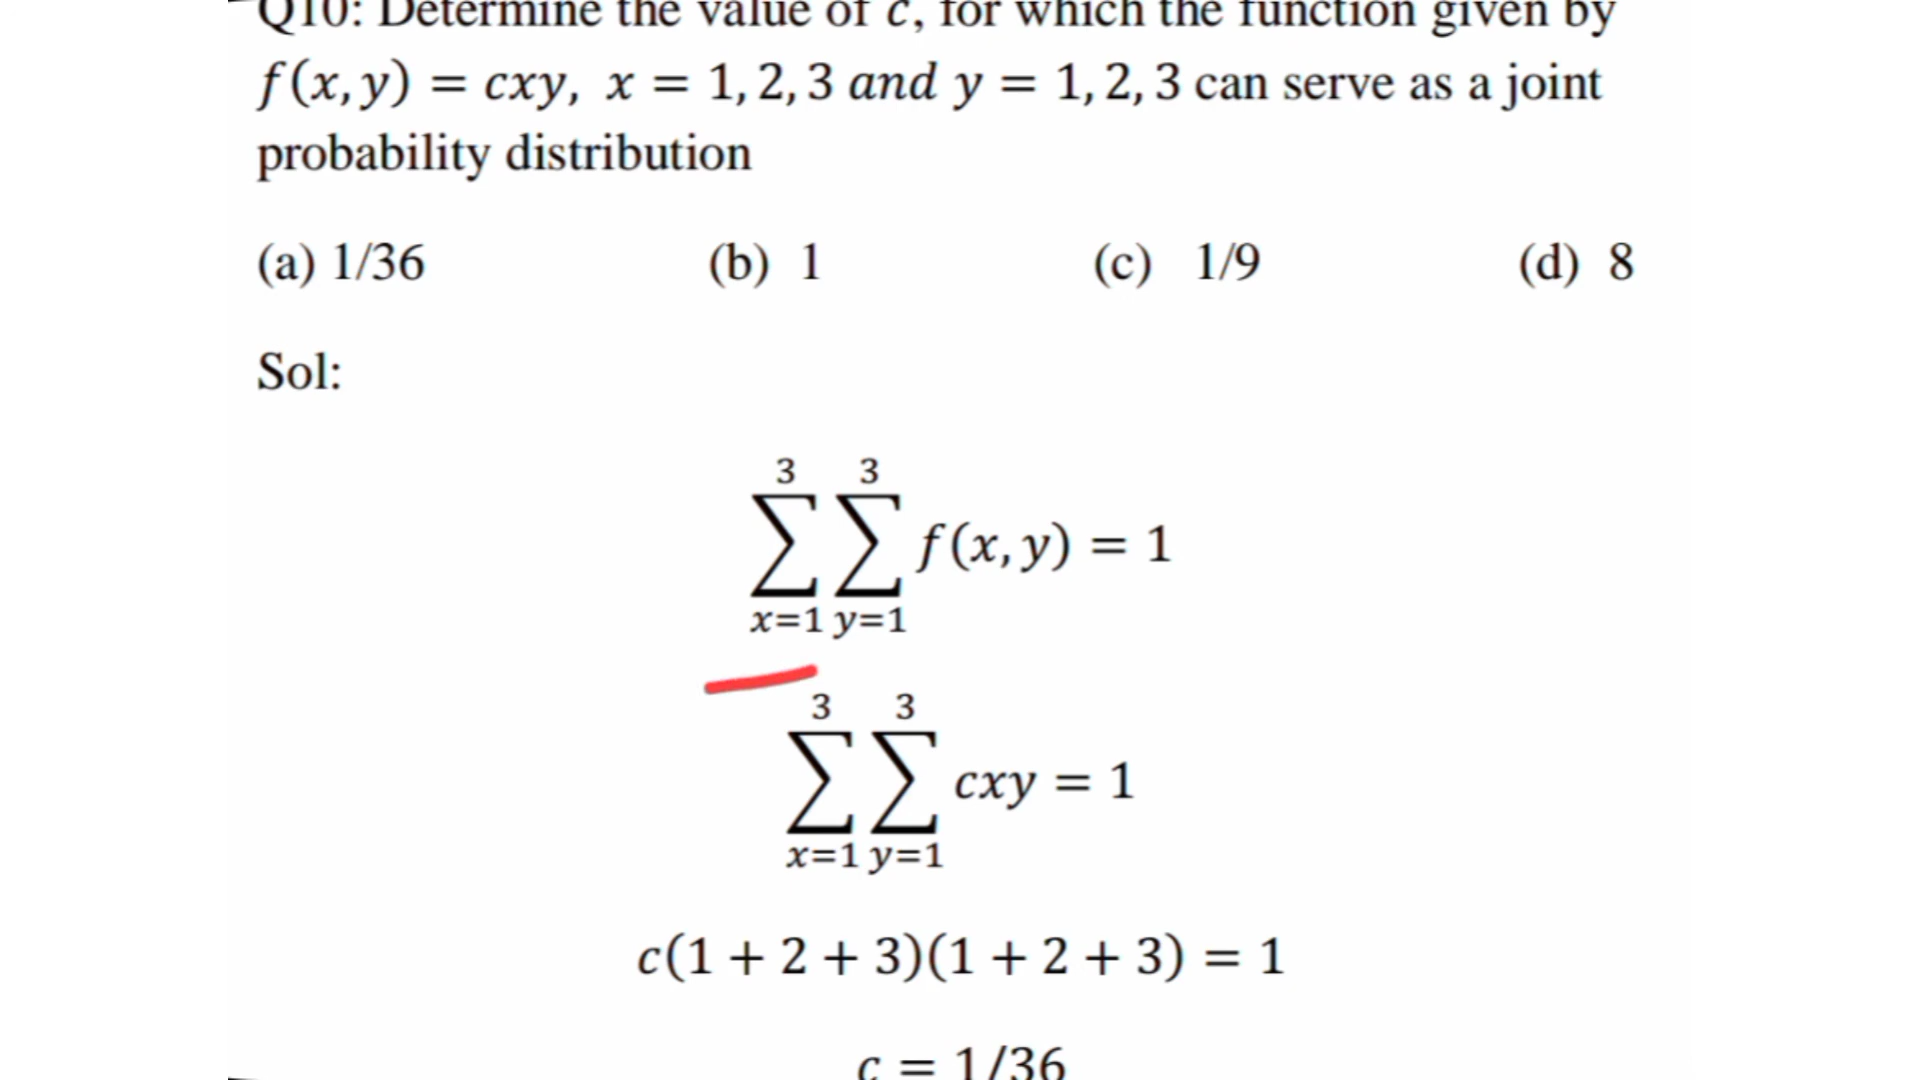 Q10: Determine the value of c, for which the function given by
f(x, y) = cxy, x = 1, 2, 3 and y = 1, 2, 3 can serve as a joint
probability distribution
(a) 1/36 (b) 1 (c) 1/9 (d) 8
Sol:
3 3
∑ ∑ f(x, y) = 1
x=1 y=1
3 3
∑ ∑ cxy = 1
x=1 y=1
c(1 + 2 + 3)(1 + 2 + 3) = 1
c = 1/36